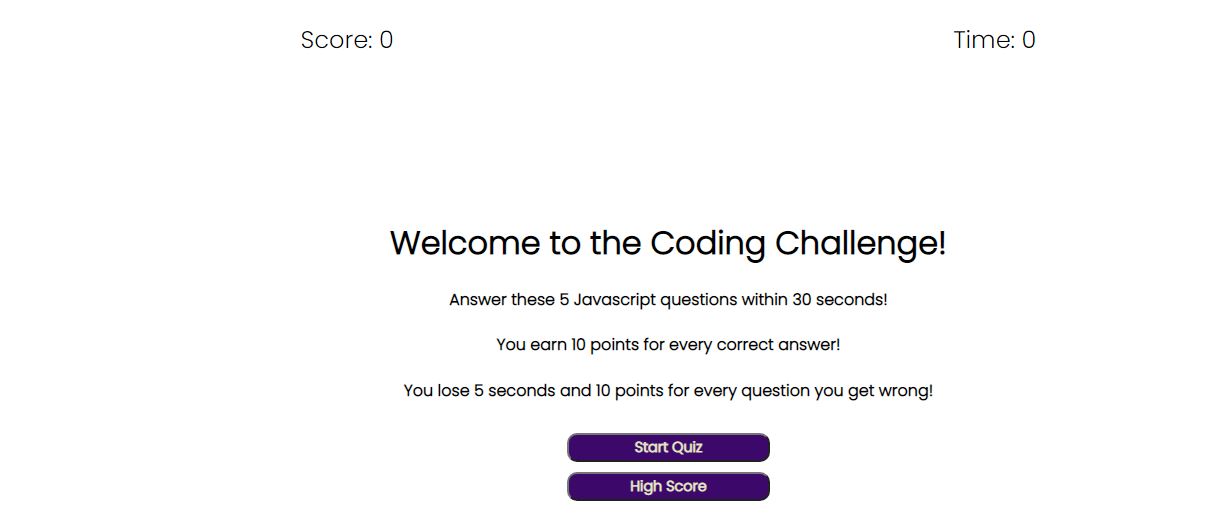 Score: 0
Time: 0
Welcome to the Coding Challenge!
Answer these 5 Javascript questions within 30 seconds!
You earn 10 points for every correct answer!
You lose 5 seconds and 10 points for every question you get wrong!
Start Quiz
High Score